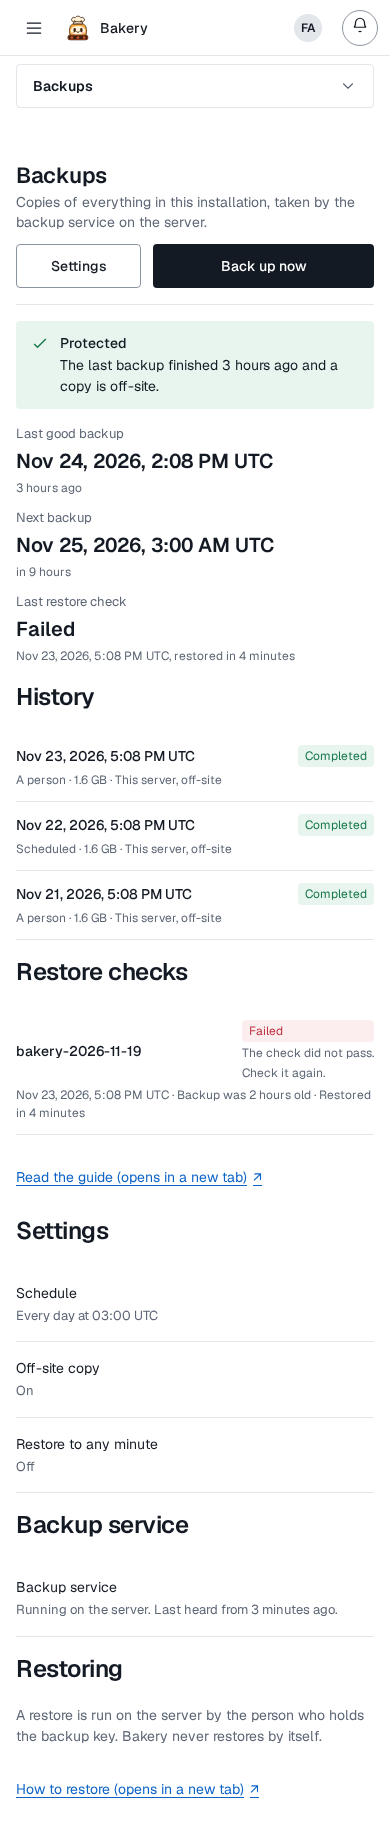 Bakery
FA
Backups
Backups
Copies of everything in this installation, taken by the
backup service on the server.
Settings
Back up now
Protected
The last backup finished 3 hours ago and a
copy is off-site.
Last good backup
Nov 24, 2026, 2:08 PM UTC
3 hours ago
Next backup
Nov 25, 2026, 3:00 AM UTC
in 9 hours
Last restore check
Failed
Nov 23, 2026, 5:08 PM UTC, restored in 4 minutes
History
Nov 23, 2026, 5:08 PM UTC
Completed
A person · 1.6 GB · This server, off-site
Nov 22, 2026, 5:08 PM UTC
Completed
Scheduled · 1.6 GB · This server, off-site
Nov 21, 2026, 5:08 PM UTC
Completed
A person · 1.6 GB · This server, off-site
Restore checks
bakery-2026-11-19
Failed
The check did not pass.
Check it again.
Nov 23, 2026, 5:08 PM UTC · Backup was 2 hours old · Restored
in 4 minutes
Read the guide (opens in a new tab)
Settings
Schedule
Every day at 03:00 UTC
Off-site copy
On
Restore to any minute
Off
Backup service
Backup service
Running on the server. Last heard from 3 minutes ago.
Restoring
A restore is run on the server by the person who holds
the backup key. Bakery never restores by itself.
How to restore (opens in a new tab)